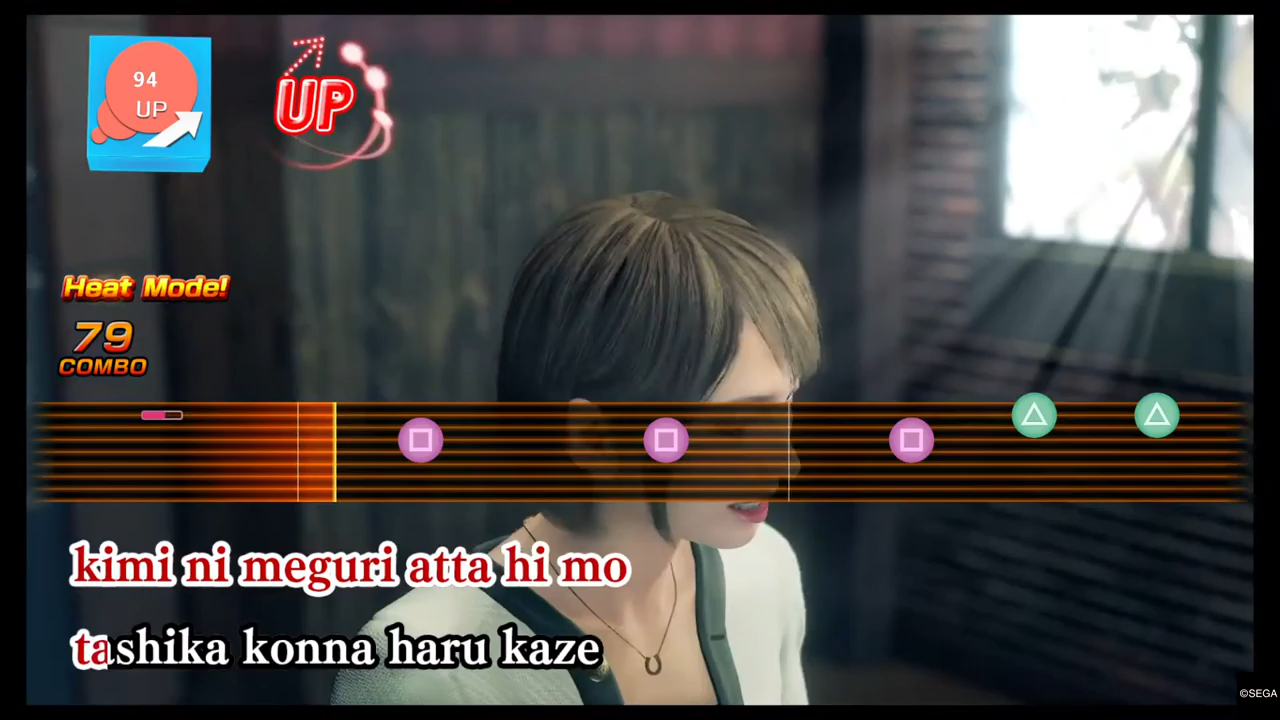 94
UP
UP
Heat Mode!
79
COMBO
kimi ni meguri atta hi mo
tashika konna haru kaze
©SEGA